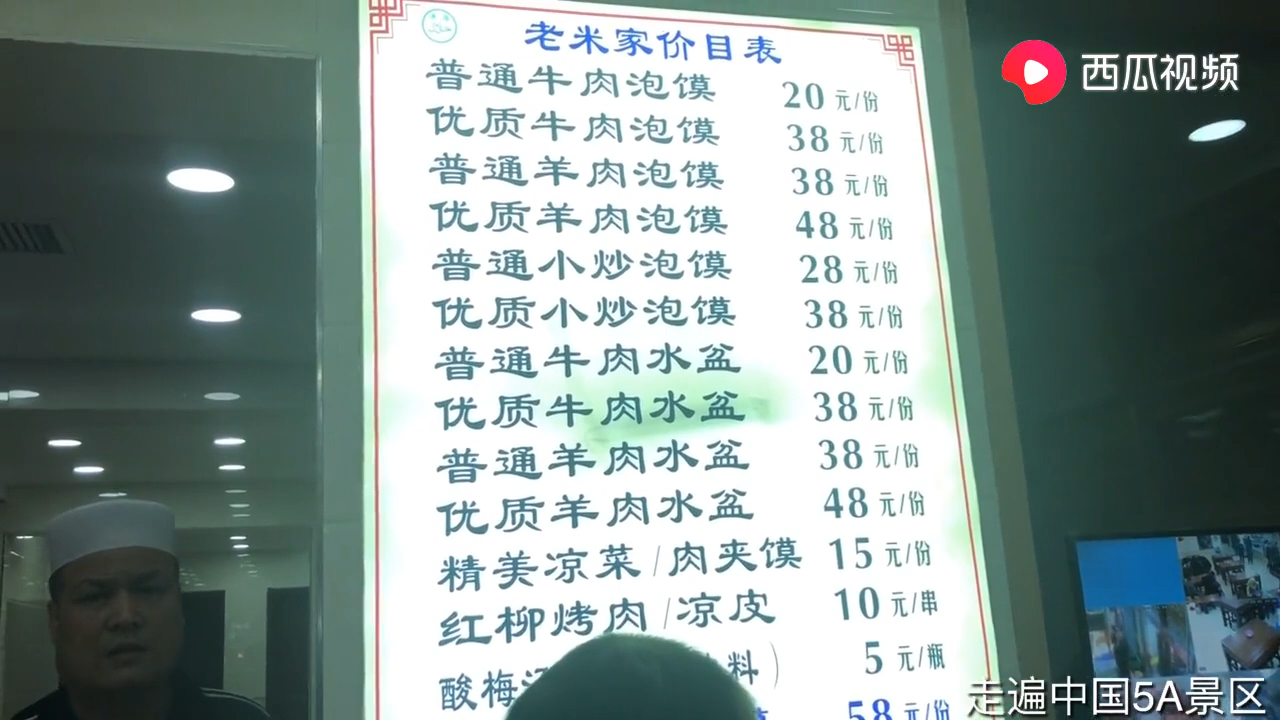 老米家价目表
西瓜视频
普通牛肉泡馍 20元/份
优质牛肉泡馍 38元/份
普通羊肉泡馍 38元/份
优质羊肉泡馍 48元/份
普通小炒泡馍 28元/份
优质小炒泡馍 38元/份
普通牛肉水盆 20元/份
优质牛肉水盆 38元/份
普通羊肉水盆 38元/份
优质羊肉水盆 48元/份
精美凉菜/肉夹馍 15元/份
红柳烤肉/凉皮 10元/串
酸梅 料) 5元/瓶
58元/份
走遍中国5A景区